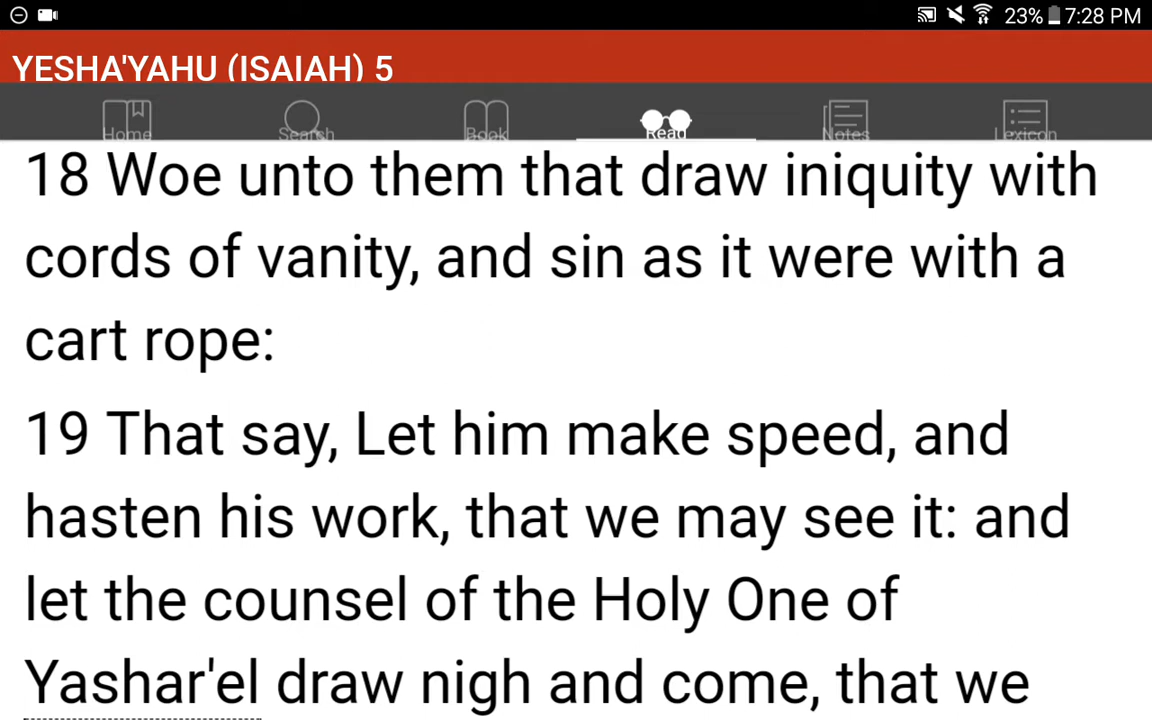 23% 7:28 PM
YESHA'YAHU (ISAIAH) 5
Home Search Book Read Notes Lexicon
18 Woe unto them that draw iniquity with
cords of vanity, and sin as it were with a
cart rope:
19 That say, Let him make speed, and
hasten his work, that we may see it: and
let the counsel of the Holy One of
Yashar'el draw nigh and come, that we